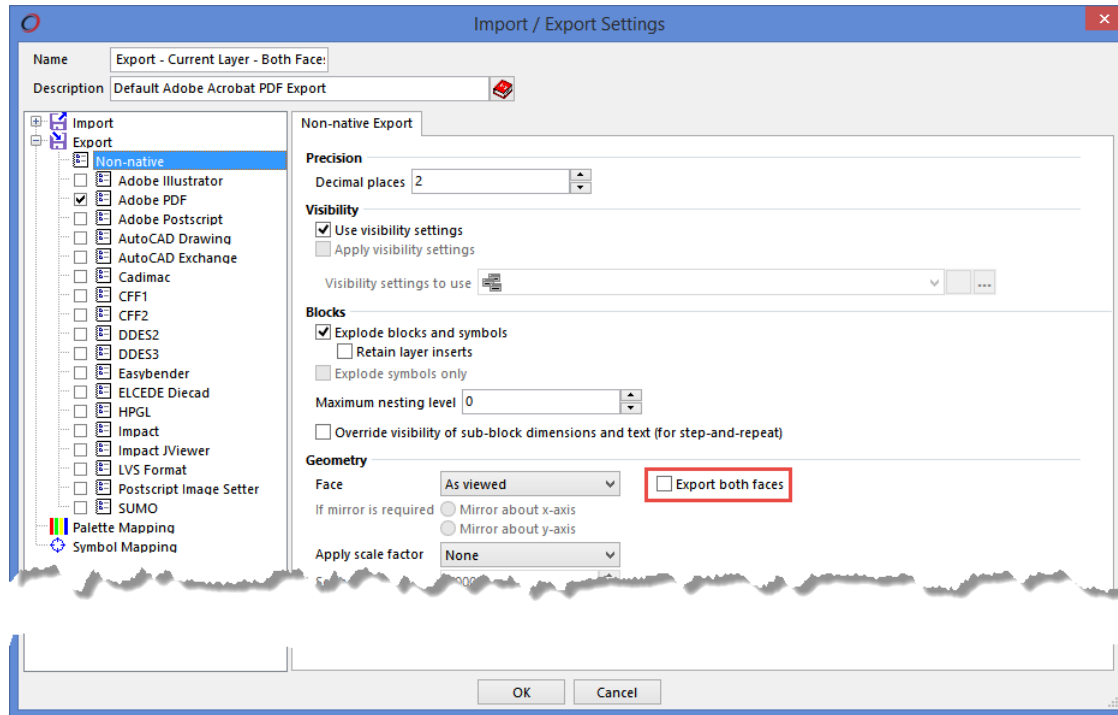 Import / Export Settings
Name Export - Current Layer - Both Face:
Description Default Adobe Acrobat PDF Export
Import
Export
Non-native
Adobe Illustrator
Adobe PDF
Adobe Postscript
AutoCAD Drawing
AutoCAD Exchange
Cadimac
CFF1
CFF2
DDES2
DDES3
Easybender
ELCEDE Diecad
HPGL
Impact
Impact JViewer
LVS Format
Postscript Image Setter
SUMO
Palette Mapping
Symbol Mapping
Non-native Export
Precision
Decimal places 2
Visibility
Use visibility settings
Apply visibility settings
Visibility settings to use ...
Blocks
Explode blocks and symbols
Retain layer inserts
Explode symbols only
Maximum nesting level 0
Override visibility of sub-block dimensions and text (for step-and-repeat)
Geometry
Face As viewed Export both faces
If mirror is required Mirror about x-axis
Mirror about y-axis
Apply scale factor None
OK Cancel